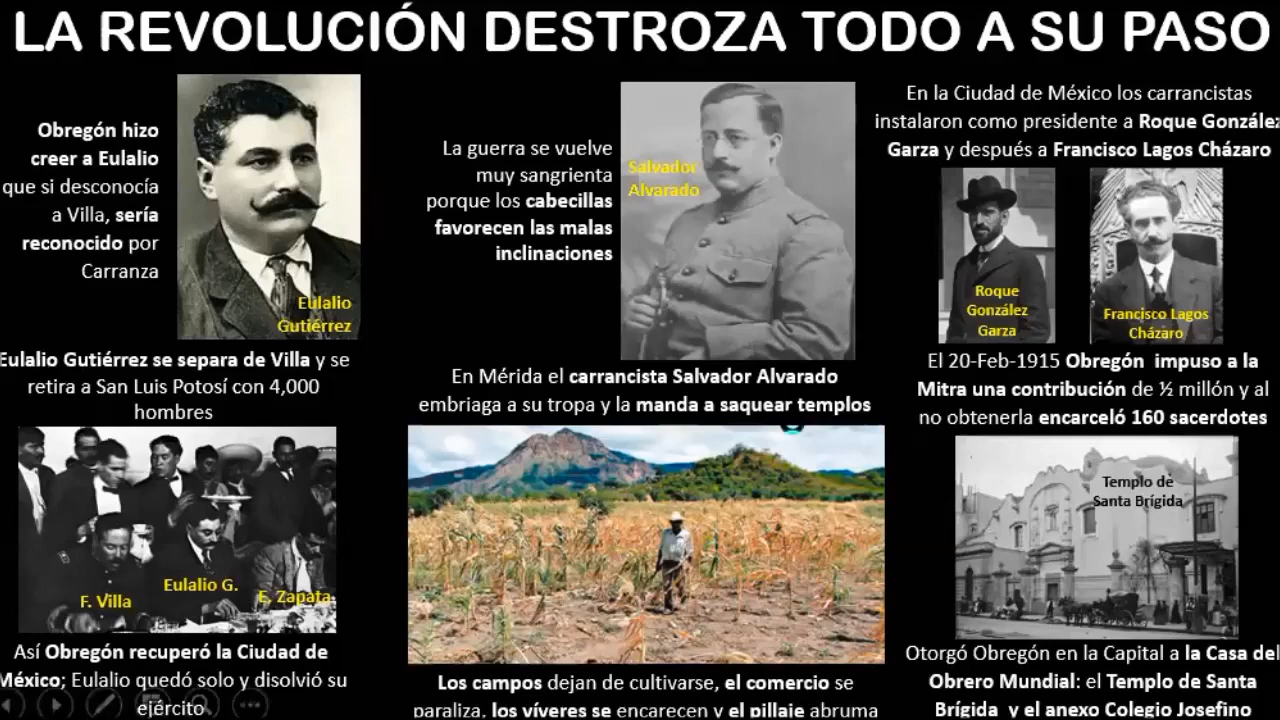 LA REVOLUCIÓN DESTROZA TODO A SU PASO
Obregón hizo
creer a Eulalio
que si desconocía
a Villa, sería
reconocido por
Carranza
Eulalio
Gutiérrez
Eulalio Gutiérrez se separa de Villa y se
retira a San Luis Potosí con 4,000
hombres
F. Villa
Eulalio G.
E. Zapata
Así Obregón recuperó la Ciudad de
México; Eulalio quedó solo y disolvió su
ejército
La guerra se vuelve
muy sangrienta
porque los cabecillas
favorecen las malas
inclinaciones
Salvador
Alvarado
En Mérida el carrancista Salvador Alvarado
embriaga a su tropa y la manda a saquear templos
Los campos dejan de cultivarse, el comercio se
paraliza, los víveres se encarecen y el pillaje abruma
En la Ciudad de México los carrancistas
instalaron como presidente a Roque González
Garza y después a Francisco Lagos Cházaro
Roque
González
Garza
Francisco Lagos
Cházaro
El 20-Feb-1915 Obregón impuso a la
Mitra una contribución de ½ millón y al
no obtenerla encarceló 160 sacerdotes
Templo de
Santa Brígida
Otorgó Obregón en la Capital a la Casa del
Obrero Mundial: el Templo de Santa
Brígida y el anexo Colegio Josefino